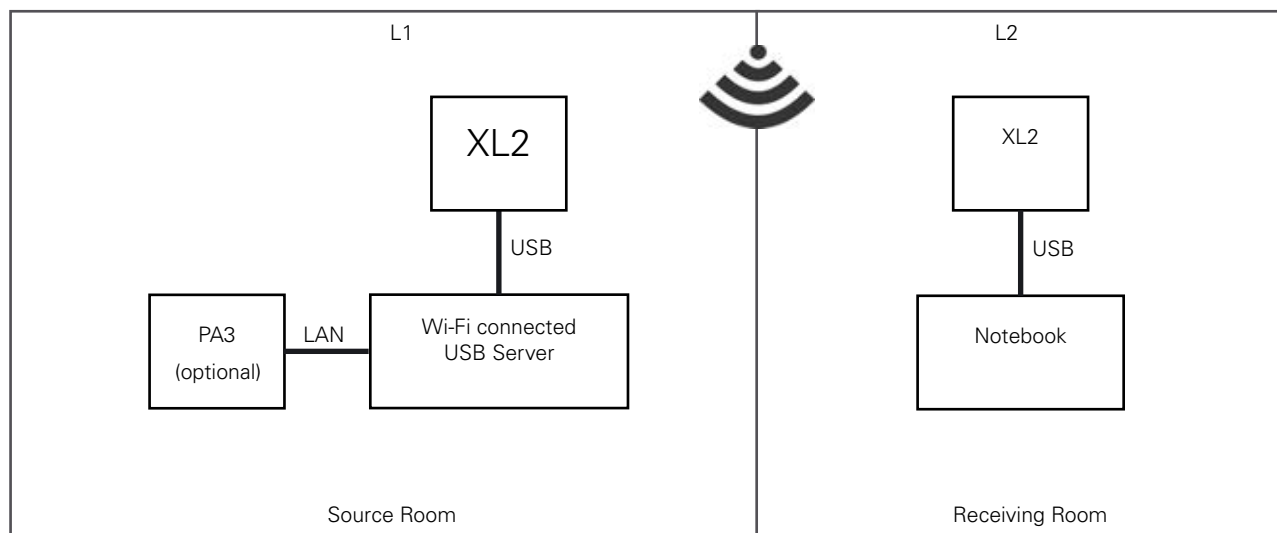 L1
XL2
USB
PA3
(optional)
LAN
Wi-Fi connected
USB Server
Source Room
L2
XL2
USB
Notebook
Receiving Room